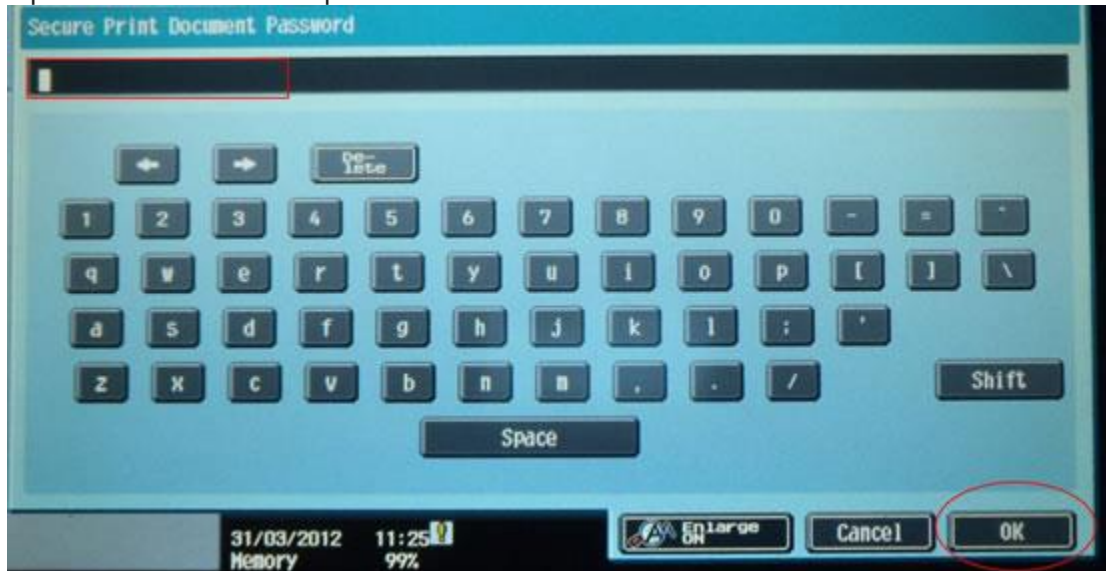 Secure Print Document Password
← → De-
lete
1 2 3 4 5 6 7 8 9 0 - = `
q w e r t y u i o p [ ] \
a s d f g h j k l ; '
z x c v b n m , . / Shift
Space
31/03/2012 11:25
Memory 99%
Enlarge
ON
Cancel OK